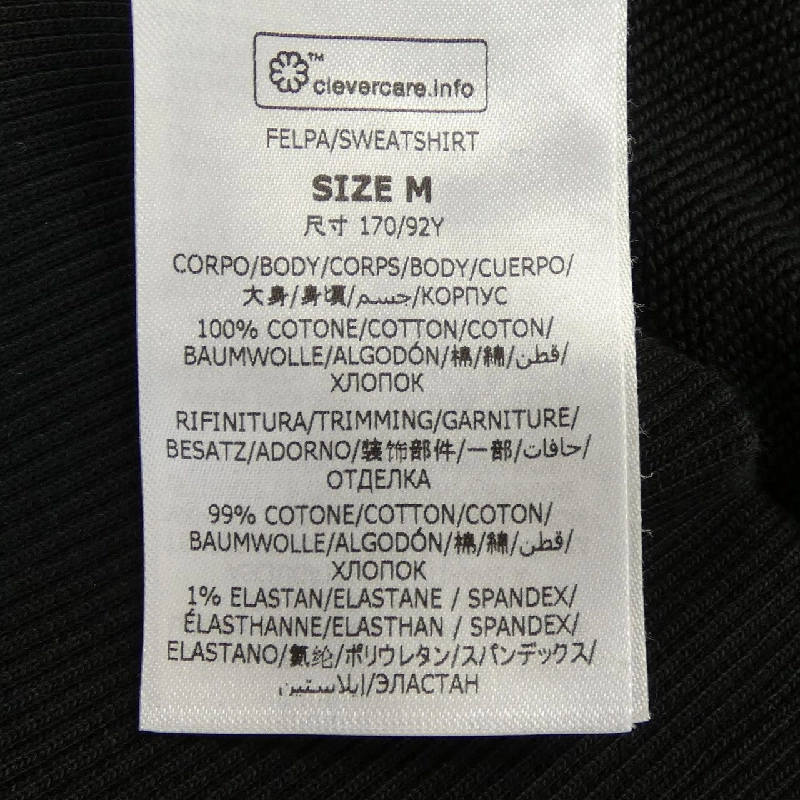 ™ clevercare.info
FELPA/SWEATSHIRT
SIZE M
尺寸 170/92Y
CORPO/BODY/CORPS/BODY/CUERPO/
大身/身頃/جسم/КОРПУС
100% COTONE/COTTON/COTON/
BAUMWOLLE/ALGODÓN/棉/綿/قطن/
ХЛОПОК
RIFINITURA/TRIMMING/GARNITURE/
BESATZ/ADORNO/装饰部件/一部/حافات/
ОТДЕЛКА
99% COTONE/COTTON/COTON/
BAUMWOLLE/ALGODÓN/棉/綿/قطن/
ХЛОПОК
1% ELASTAN/ELASTANE / SPANDEX/
ÉLASTHANNE/ELASTHAN / SPANDEX/
ELASTANO/氨纶/ポリウレタン/スパンデックス/
إيلاستين/ЭЛАСТАН